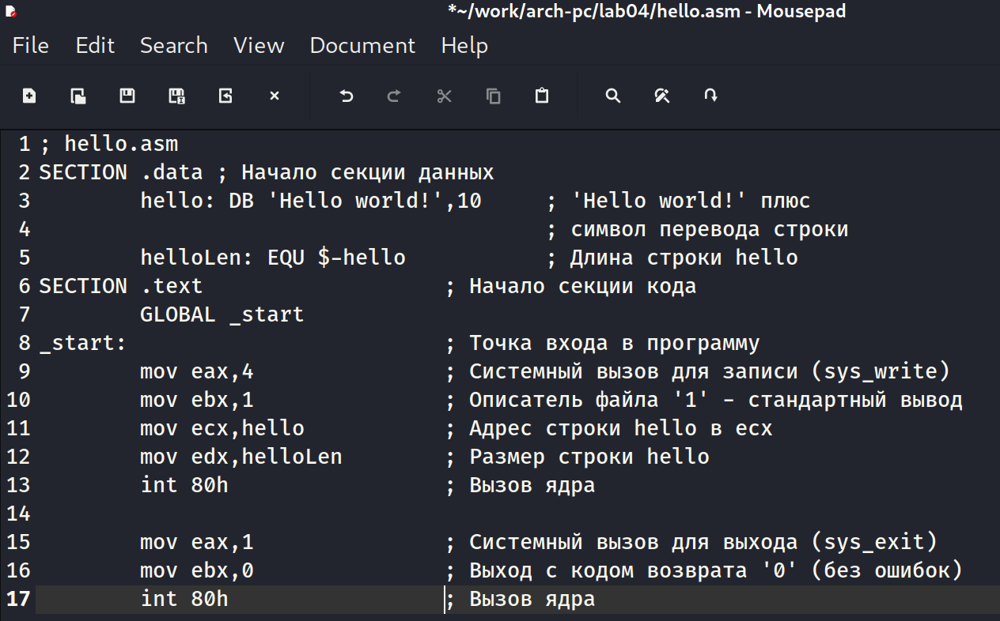 *~/work/arch-pc/lab04/hello.asm - Mousepad
File Edit Search View Document Help
1 ; hello.asm
2 SECTION .data ; Начало секции данных
3 hello: DB 'Hello world!',10 ; 'Hello world!' плюс
4 ; символ перевода строки
5 helloLen: EQU $-hello ; Длина строки hello
6 SECTION .text ; Начало секции кода
7 GLOBAL _start
8 _start: ; Точка входа в программу
9 mov eax,4 ; Системный вызов для записи (sys_write)
10 mov ebx,1 ; Описатель файла '1' - стандартный вывод
11 mov ecx,hello ; Адрес строки hello в ecx
12 mov edx,helloLen ; Размер строки hello
13 int 80h ; Вызов ядра
14
15 mov eax,1 ; Системный вызов для выхода (sys_exit)
16 mov ebx,0 ; Выход с кодом возврата '0' (без ошибок)
17 int 80h ; Вызов ядра